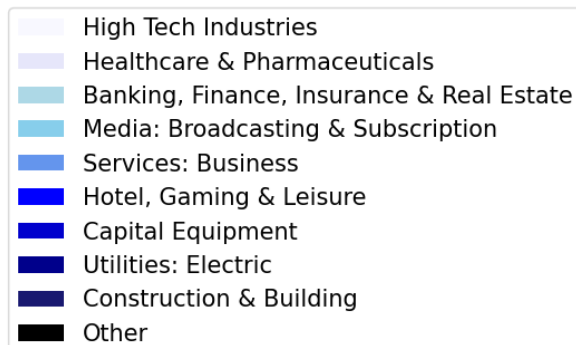 High Tech Industries
Healthcare & Pharmaceuticals
Banking, Finance, Insurance & Real Estate
Media: Broadcasting & Subscription
Services: Business
Hotel, Gaming & Leisure
Capital Equipment
Utilities: Electric
Construction & Building
Other